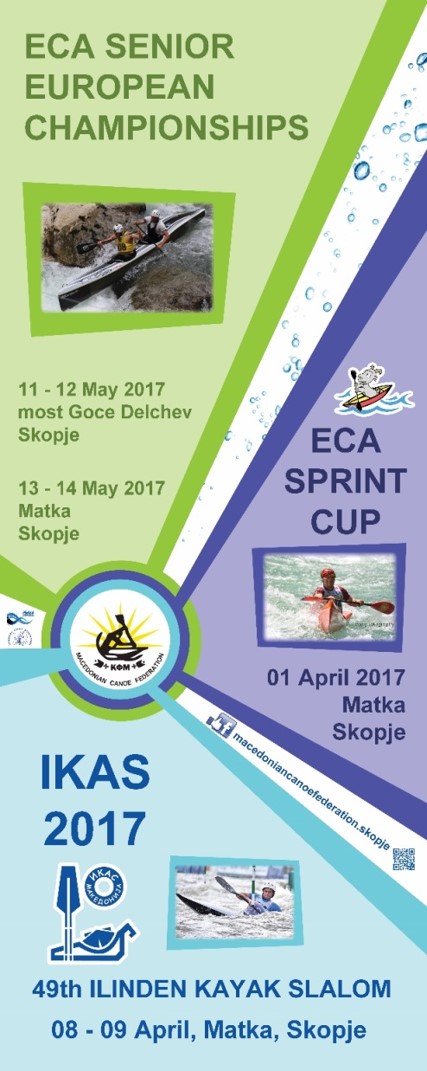 ECA SENIOR
EUROPEAN
CHAMPIONSHIPS
11 - 12 May 2017
most Goce Delchev
Skopje
13 - 14 May 2017
Matka
Skopje
ECA
SPRINT
CUP
01 April 2017
Matka
Skopje
КФМ
MACEDONIAN CANOE FEDERATION
macedoniancanoefederation.skopje
IKAS
2017
ИКАС
МАКЕДОНИЈА
49th ILINDEN KAYAK SLALOM
08 - 09 April, Matka, Skopje